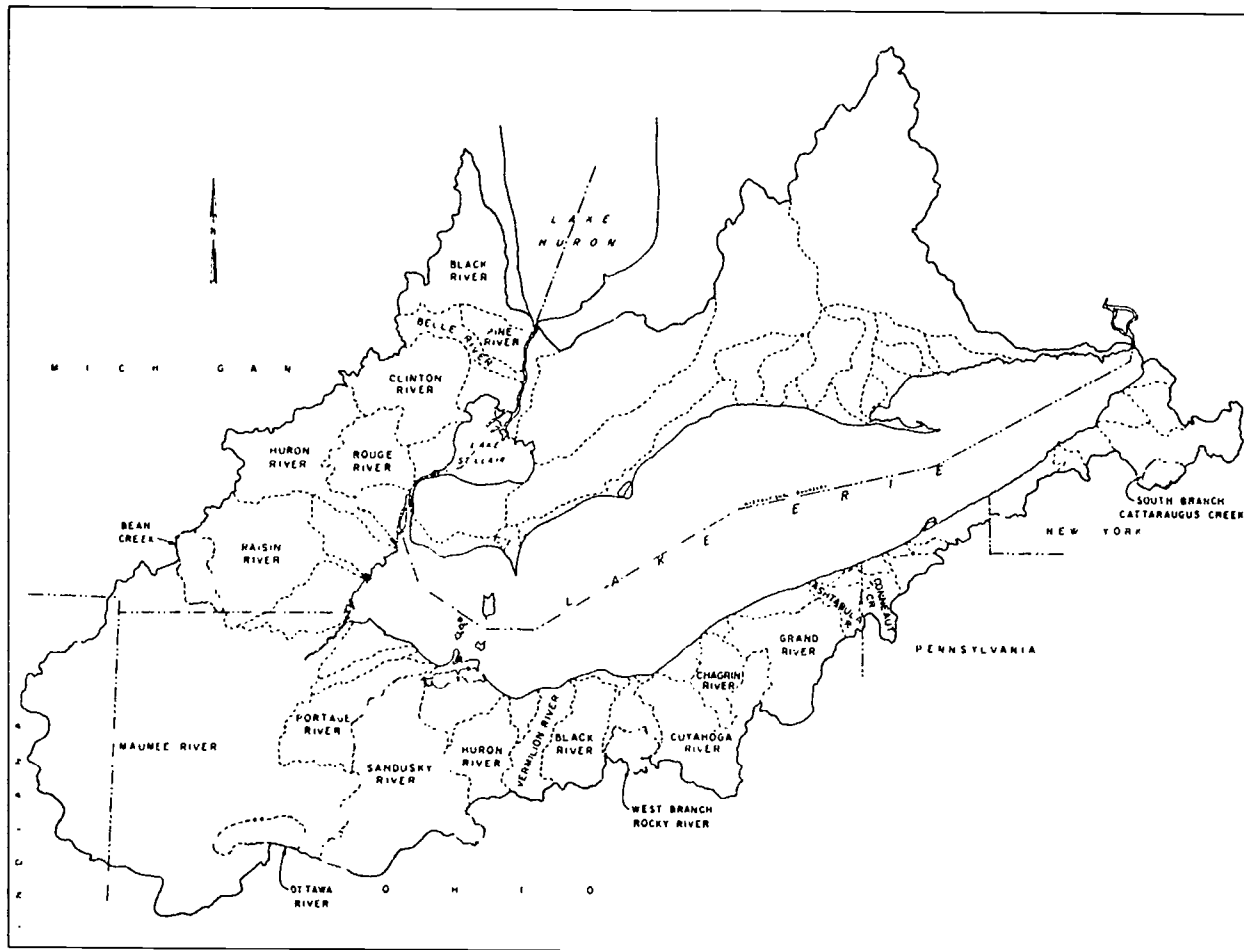 LAKE
HURON
BLACK
RIVER
BELLE RIVER
PINE
RIVER
MICH GAN
CLINTON
RIVER
HURON
RIVER
ROUGE
RIVER
LAKE
ST CLAIR
BEAN
CREEK
RAISIN
RIVER
LAKE ERIE
SOUTH BRANCH
CATTARAUGUS CREEK
NEW YORK
ASHTABULA R
CONNEAUT
CR
GRAND
RIVER
PENNSYLVANIA
CHAGRIN
RIVER
PORTAGE
RIVER
MAUMEE RIVER
SANDUSKY
RIVER
HURON
RIVER
VERMILION RIVER
BLACK
RIVER
CUYAHOGA
RIVER
WEST BRANCH
ROCKY RIVER
OTTAWA
RIVER
OHIO